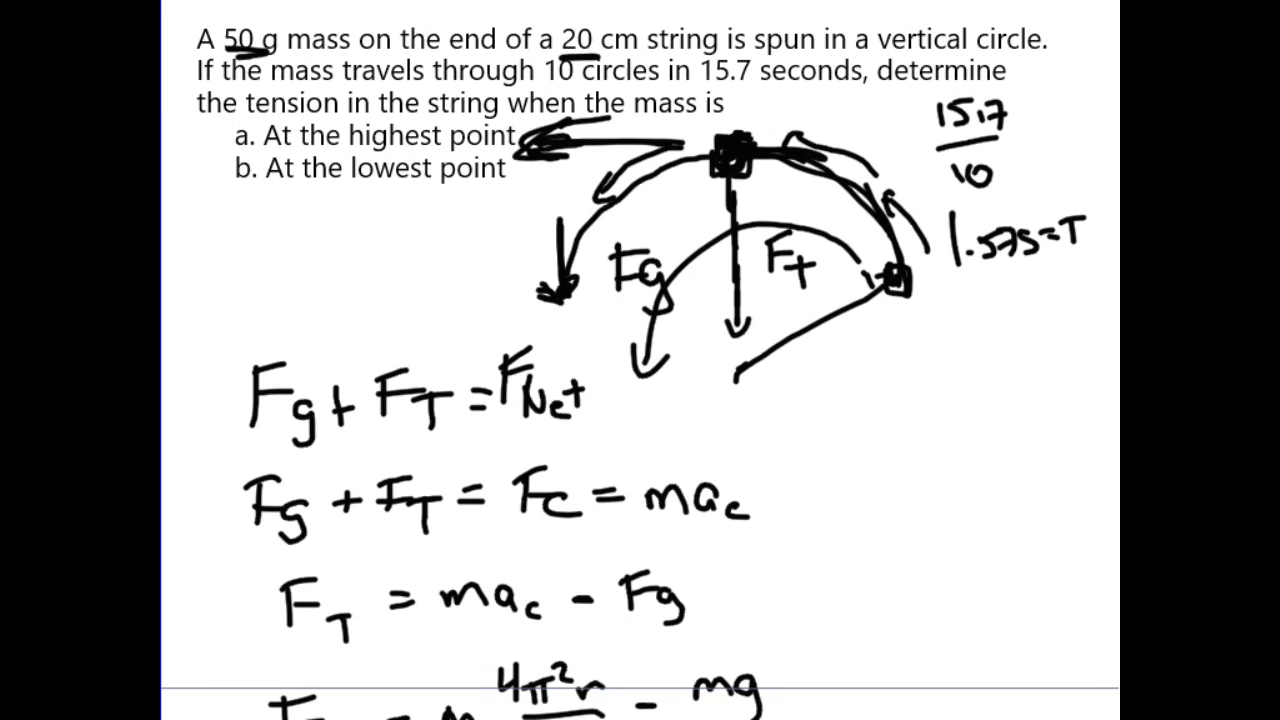 A 50 g mass on the end of a 20 cm string is spun in a vertical circle.
If the mass travels through 10 circles in 15.7 seconds, determine
the tension in the string when the mass is
a. At the highest point
b. At the lowest point
15.7
10
1.57s=T
Fg
Ft
Fg + FT = FNet
Fg + FT = Fc = mac
FT = mac - Fg
4π²r - mg